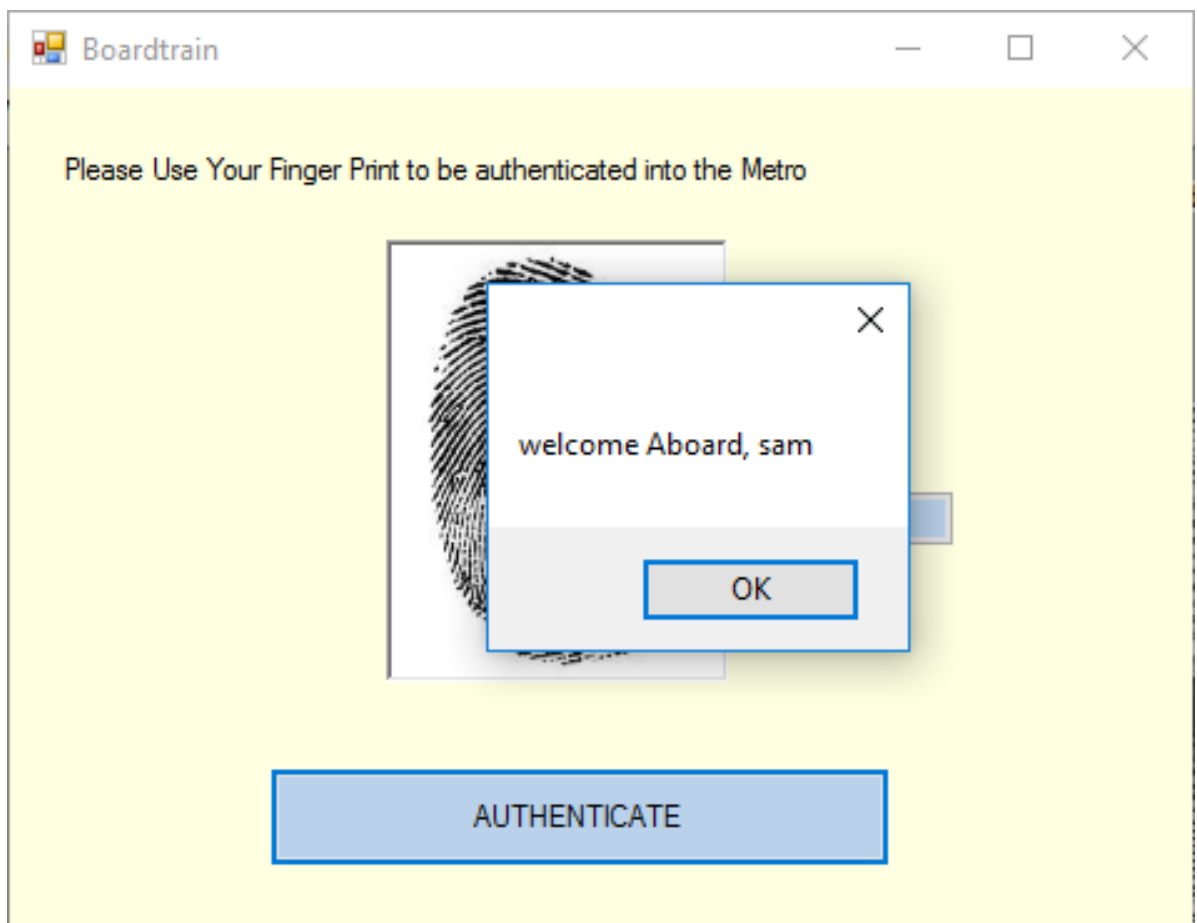 Boardtrain
Please Use Your Finger Print to be authenticated into the Metro
welcome Aboard, sam
OK
AUTHENTICATE